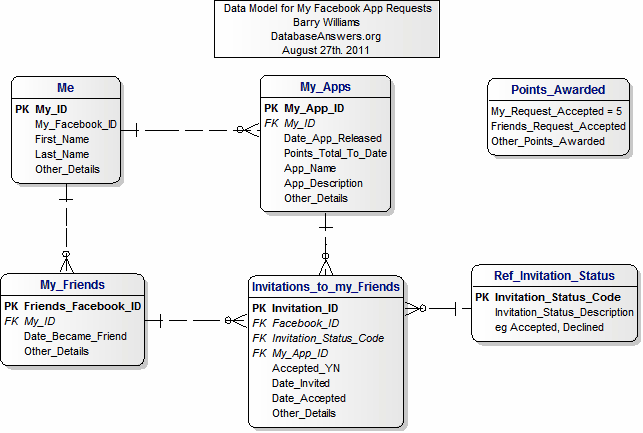 Data Model for My Facebook App Requests
Barry Williams
DatabaseAnswers.org
August 27th. 2011
Me
PK My_ID
My_Facebook_ID
First_Name
Last_Name
Other_Details
My_Apps
PK My_App_ID
FK My_ID
Date_App_Released
Points_Total_To_Date
App_Name
App_Description
Other_Details
Points_Awarded
My_Request_Accepted = 5
Friends_Request_Accepted
Other_Points_Awarded
My_Friends
PK Friends_Facebook_ID
FK My_ID
Date_Became_Friend
Other_Details
Invitations_to_my_Friends
PK Invitation_ID
FK Facebook_ID
FK Invitation_Status_Code
FK My_App_ID
Accepted_YN
Date_Invited
Date_Accepted
Other_Details
Ref_Invitation_Status
PK Invitation_Status_Code
Invitation_Status_Description
eg Accepted, Declined